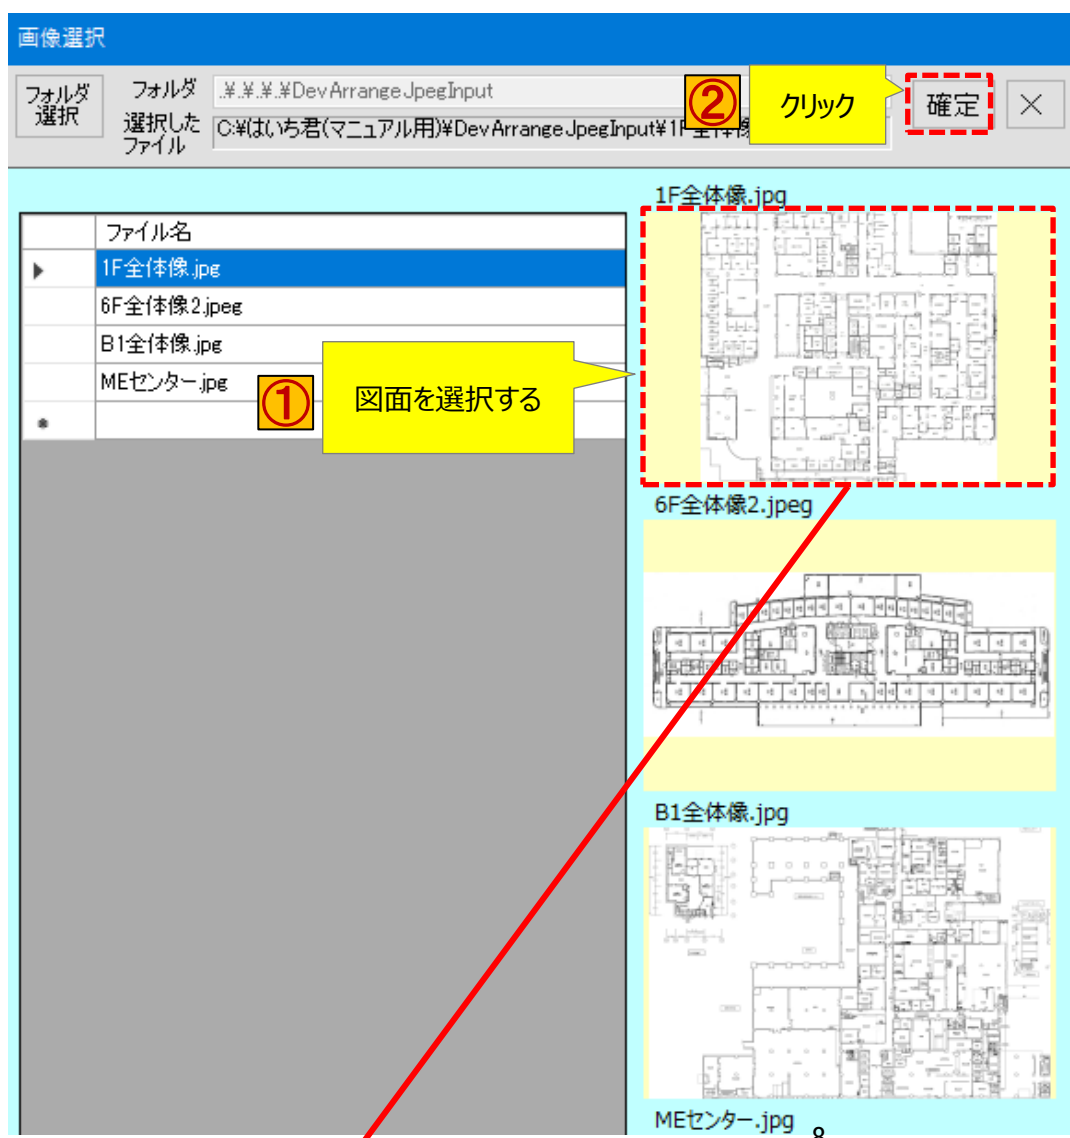 画像選択
フォルダ
選択
フォルダ
.¥.¥.¥.¥DevArrangeJpegInput
選択した
ファイル
C:¥はいち君(マニュアル用)¥DevArrangeJpegInput¥1F全体像
②
クリック
確定
×
ファイル名
1F全体像.jpg
6F全体像2.jpeg
B1全体像.jpg
MEセンター.jpg
①
図面を選択する
1F全体像.jpg
6F全体像2.jpeg
B1全体像.jpg
MEセンター.jpg
8